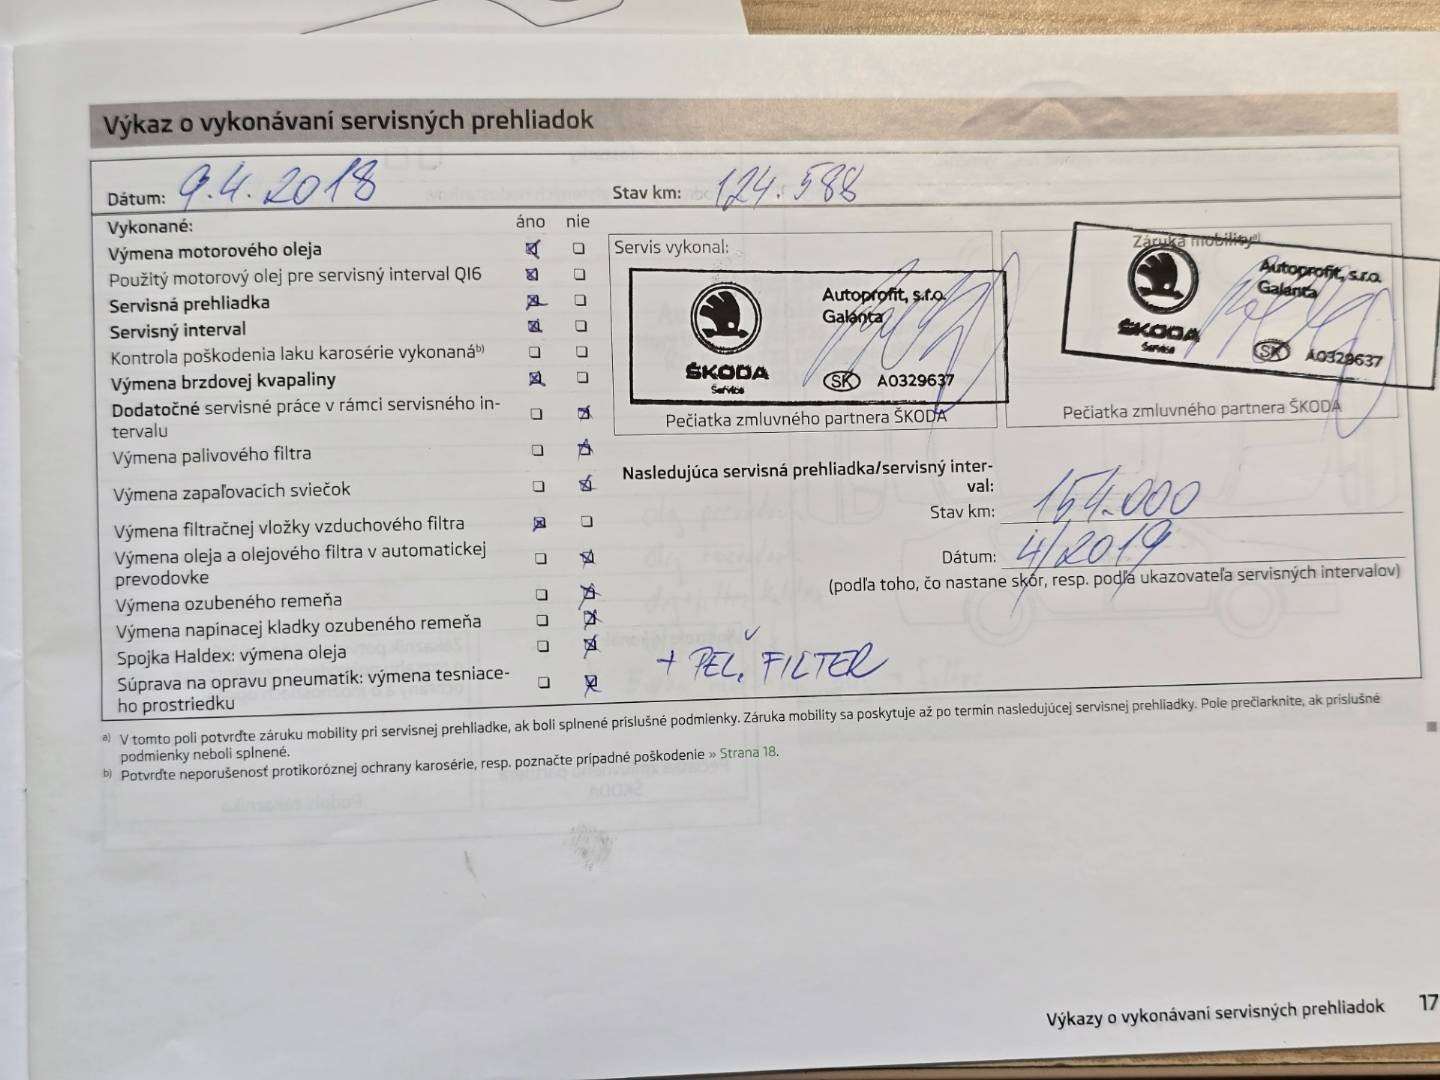 Výkaz o vykonávaní servisných prehliadok
Dátum: 9.4.2018
Stav km: 124.588
Vykonané: áno nie
Výmena motorového oleja
Použitý motorový olej pre servisný interval QI6
Servisná prehliadka
Servisný interval
Kontrola poškodenia laku karosérie vykonaná b)
Výmena brzdovej kvapaliny
Dodatočné servisné práce v rámci servisného in-
tervalu
Výmena palivového filtra
Výmena zapaľovacích sviečok
Výmena filtračnej vložky vzduchového filtra
Výmena oleja a olejového filtra v automatickej
prevodovke
Výmena ozubeného remeňa
Výmena napínacej kladky ozubeného remeňa
Spojka Haldex: výmena oleja
Súprava na opravu pneumatík: výmena tesniace-
ho prostriedku
Servis vykonal:
Autoprofit, s.r.o.
Galanta
ŠKODA
Service
SK A0329637
Pečiatka zmluvného partnera ŠKODA
Záruka mobility a)
Autoprofit, s.r.o.
Galanta
ŠKODA
Service
SK A0329637
Pečiatka zmluvného partnera ŠKODA
Nasledujúca servisná prehliadka/servisný inter-
val:
Stav km: 154.000
Dátum: 4/2019
(podľa toho, čo nastane skôr, resp. podľa ukazovateľa servisných intervalov)
+ PEL. FILTER
a) V tomto poli potvrďte záruku mobility pri servisnej prehliadke, ak boli splnené príslušné podmienky. Záruka mobility sa poskytuje až po termín nasledujúcej servisnej prehliadky. Pole prečiarknite, ak príslušné
podmienky neboli splnené.
b) Potvrďte neporušenosť protikoróznej ochrany karosérie, resp. poznačte prípadné poškodenie » Strana 18.
Výkazy o vykonávaní servisných prehliadok 17